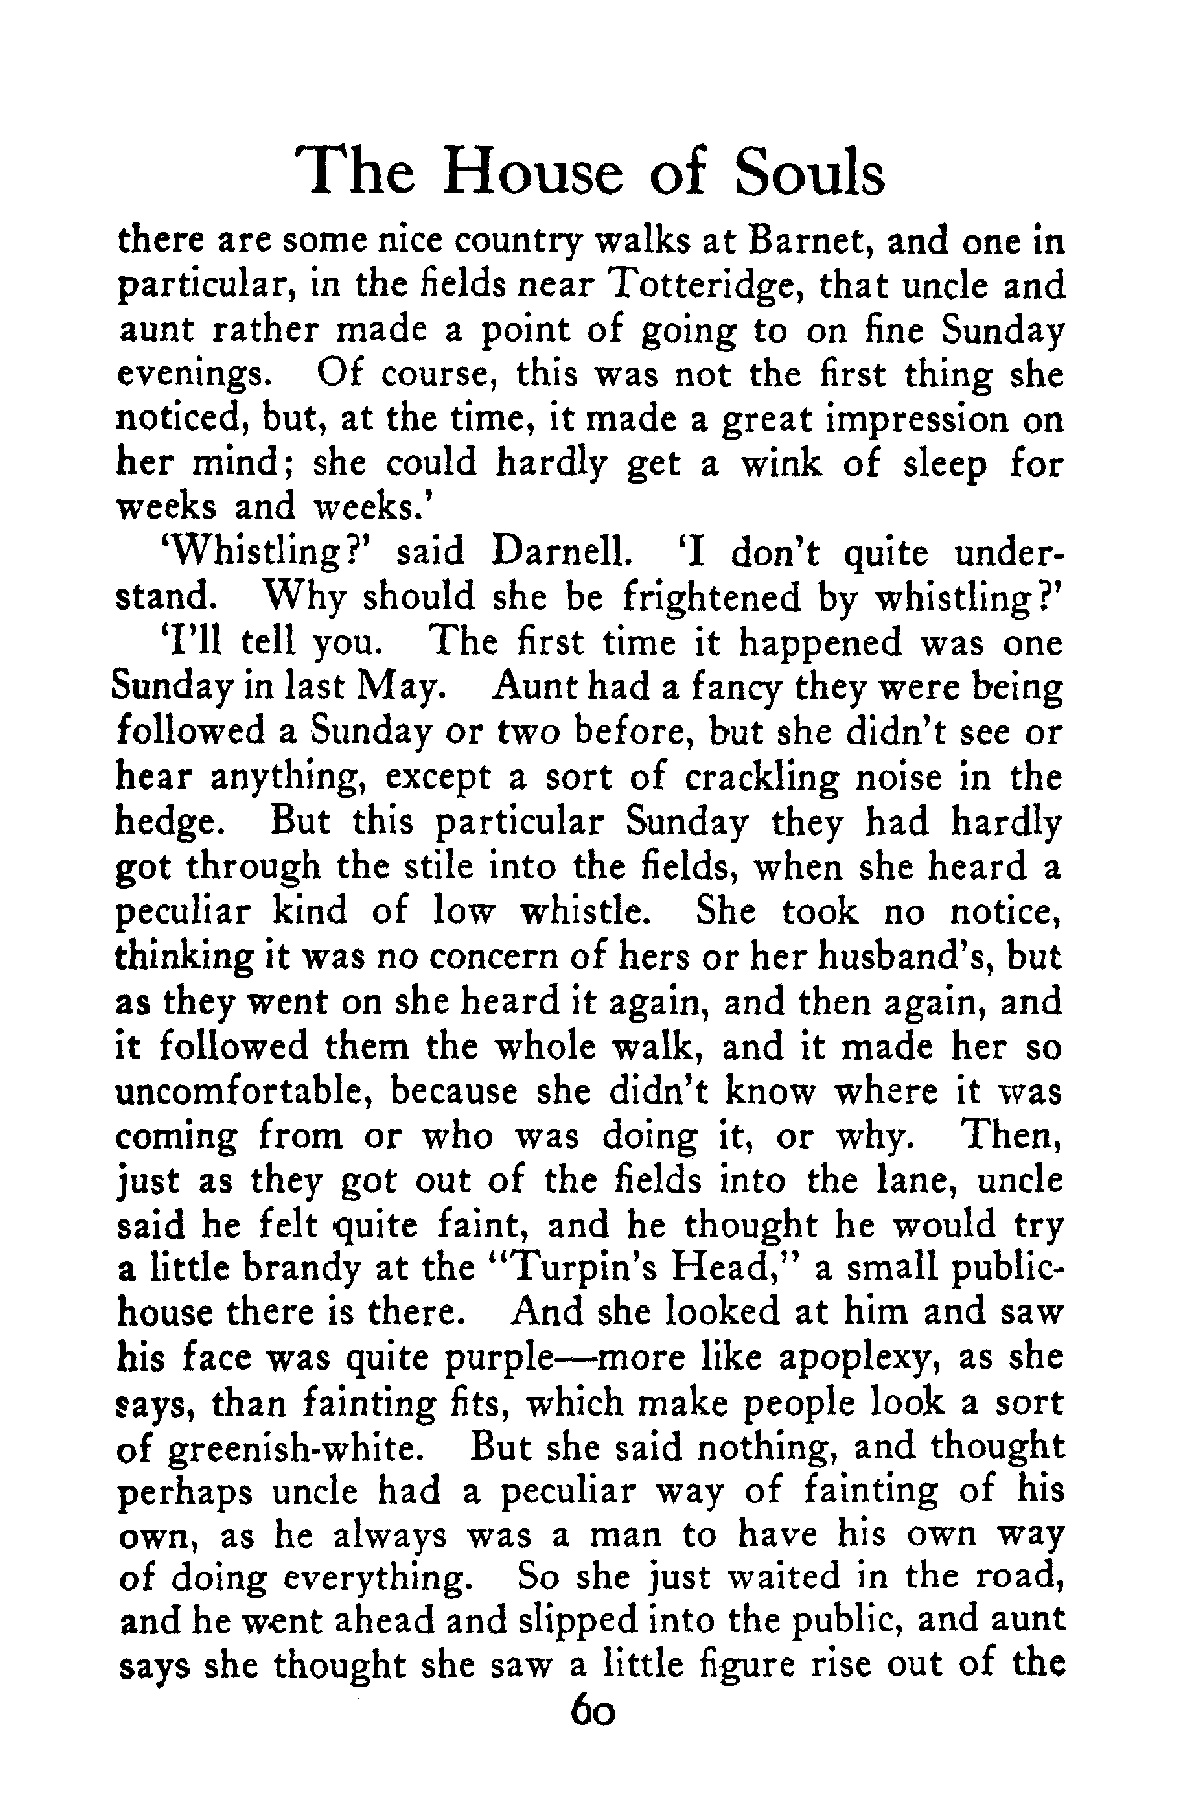 The House of Souls
there are some nice country walks at Barnet, and one in
particular, in the fields near Totteridge, that uncle and
aunt rather made a point of going to on fine Sunday
evenings. Of course, this was not the first thing she
noticed, but, at the time, it made a great impression on
her mind; she could hardly get a wink of sleep for
weeks and weeks.’
‘Whistling?’ said Darnell. ‘I don’t quite under-
stand. Why should she be frightened by whistling?’
‘I’ll tell you. The first time it happened was one
Sunday in last May. Aunt had a fancy they were being
followed a Sunday or two before, but she didn’t see or
hear anything, except a sort of crackling noise in the
hedge. But this particular Sunday they had hardly
got through the stile into the fields, when she heard a
peculiar kind of low whistle. She took no notice,
thinking it was no concern of hers or her husband’s, but
as they went on she heard it again, and then again, and
it followed them the whole walk, and it made her so
uncomfortable, because she didn’t know where it was
coming from or who was doing it, or why. Then,
just as they got out of the fields into the lane, uncle
said he felt quite faint, and he thought he would try
a little brandy at the “Turpin’s Head,” a small public-
house there is there. And she looked at him and saw
his face was quite purple—more like apoplexy, as she
says, than fainting fits, which make people look a sort
of greenish-white. But she said nothing, and thought
perhaps uncle had a peculiar way of fainting of his
own, as he always was a man to have his own way
of doing everything. So she just waited in the road,
and he went ahead and slipped into the public, and aunt
says she thought she saw a little figure rise out of the
60